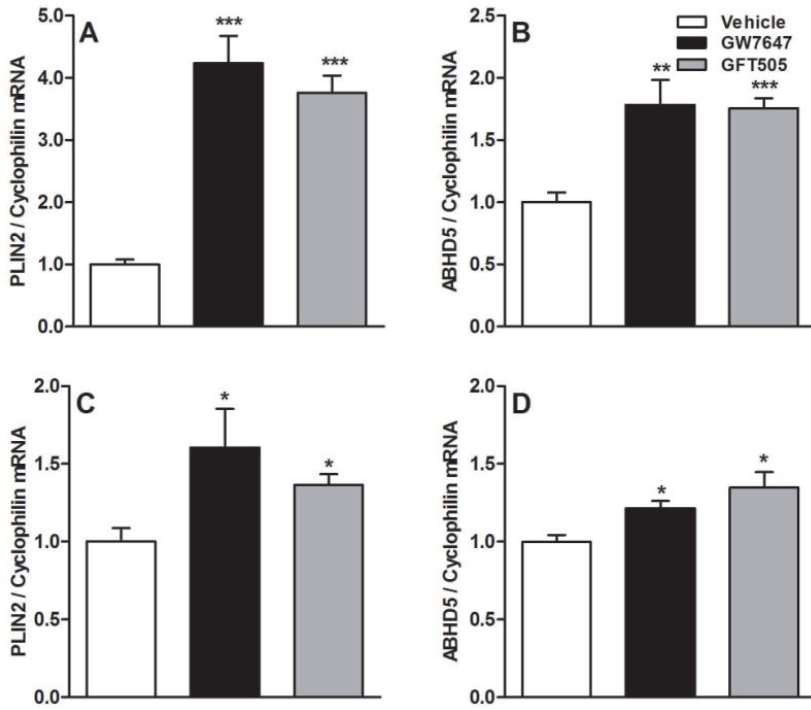 A
PLIN2 / Cyclophilin mRNA
5.0
4.0
3.0
2.0
1.0
0.0
***
***
B
ABHD5 / Cyclophilin mRNA
2.5
2.0
1.5
1.0
0.5
0.0
**
***
Vehicle
GW7647
GFT505
C
PLIN2 / Cyclophilin mRNA
2.0
1.5
1.0
0.5
0.0
*
*
D
ABHD5 / Cyclophilin mRNA
2.0
1.5
1.0
0.5
0.0
*
*